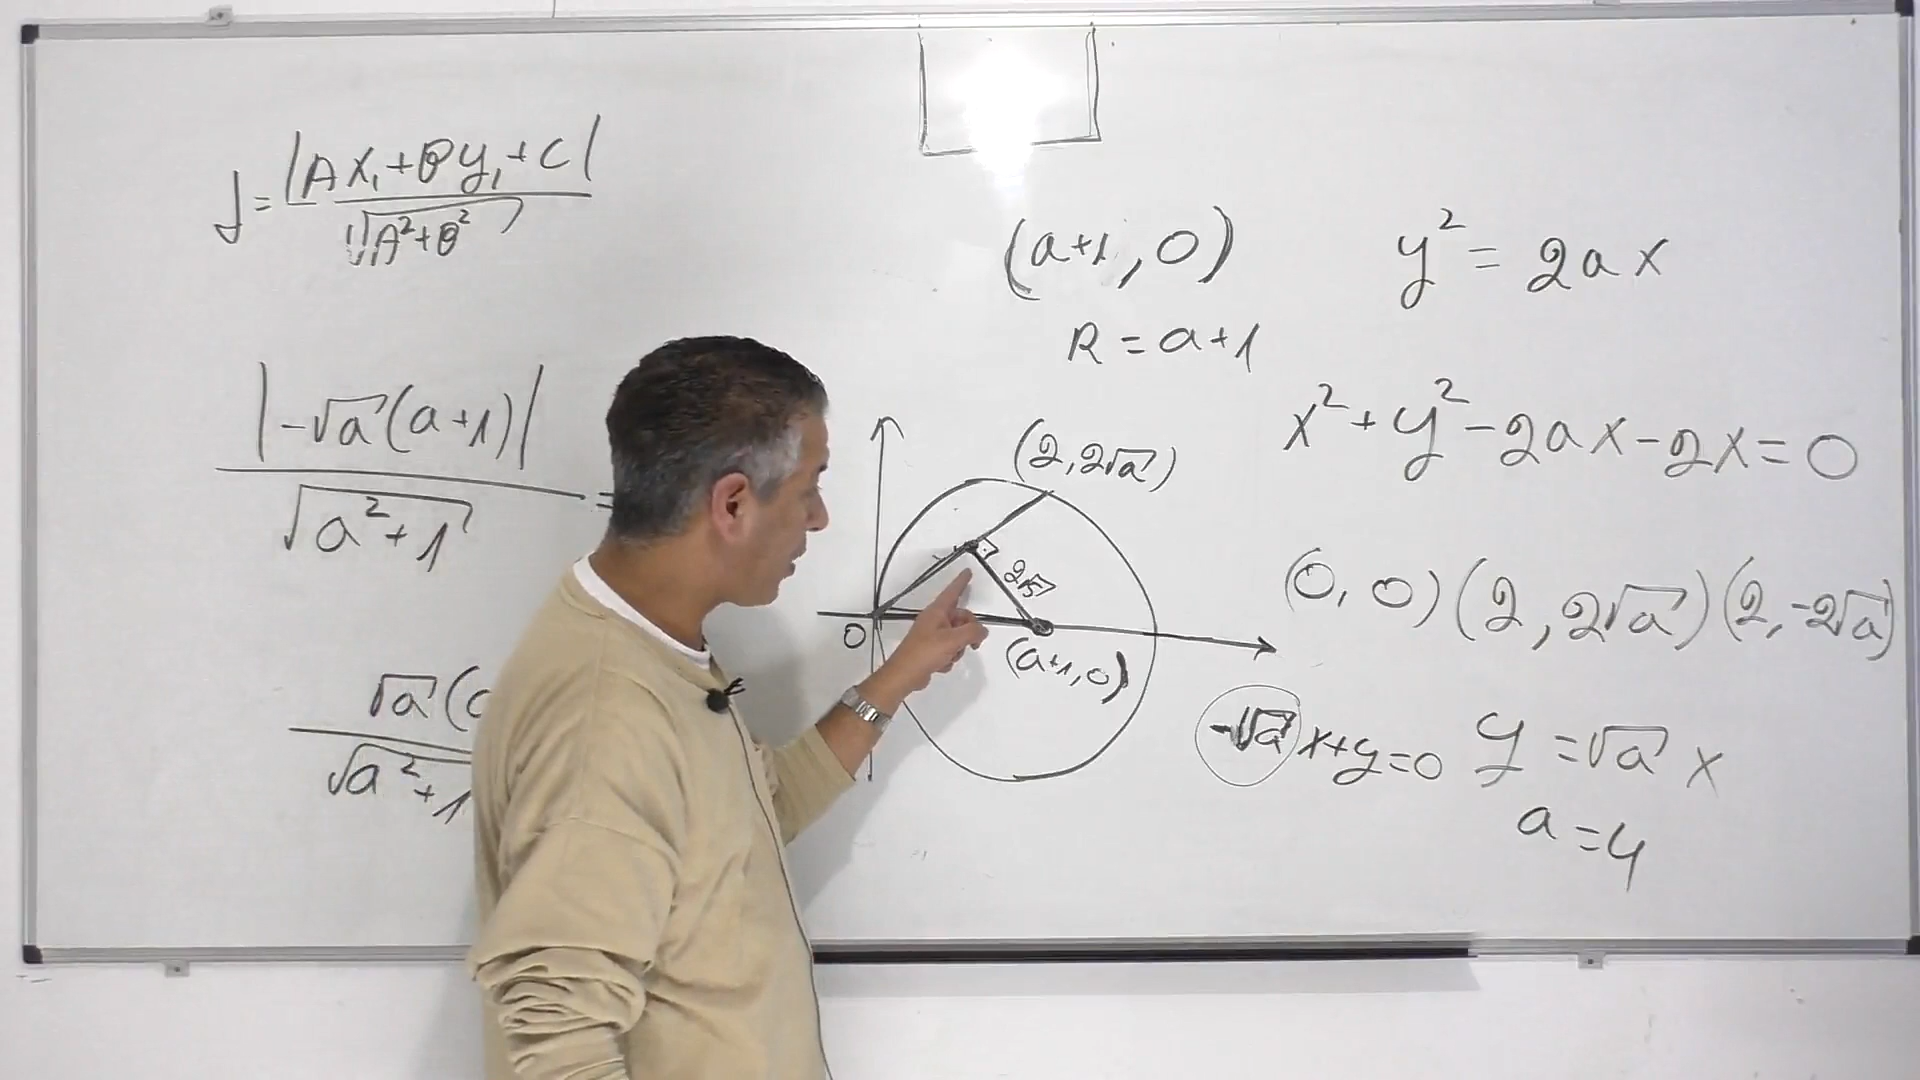 d = |Ax₁+By₁+C| / √A²+B²
|-√a(a+1)| / √a²+1 =
√a( / √a²+1
(a+1, 0)
R = a+1
y² = 2ax
x²+y²-2ax-2x=0
(0,0) (2, 2√a) (2, -2√a)
(2, 2√a)
2√5
0
(a+1,0)
-√a x+y=0
y = √a x
a = 4